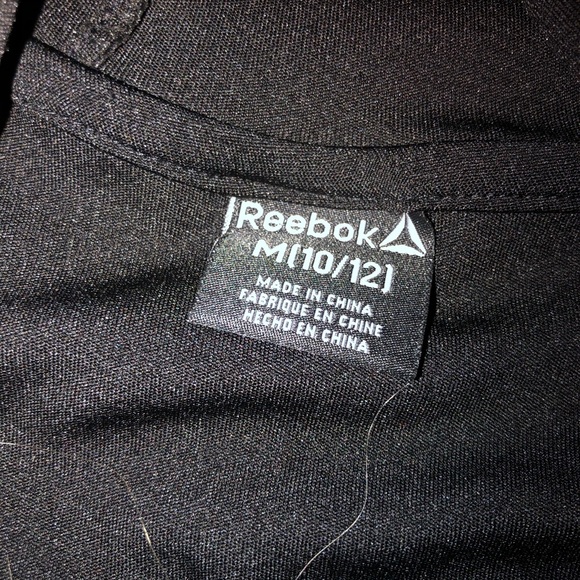 Reebok
M(10/12)
MADE IN CHINA
FABRIQUE EN CHINE
HECHO EN CHINA